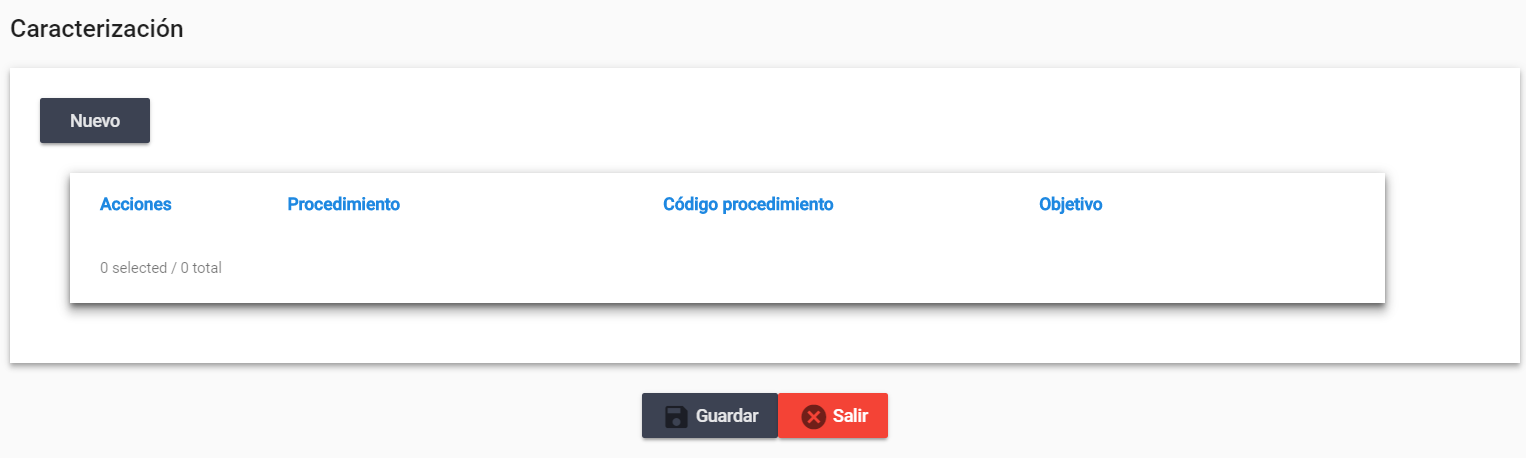 Caracterización
Nuevo
Acciones Procedimiento Código procedimiento Objetivo
0 selected / 0 total
Guardar Salir